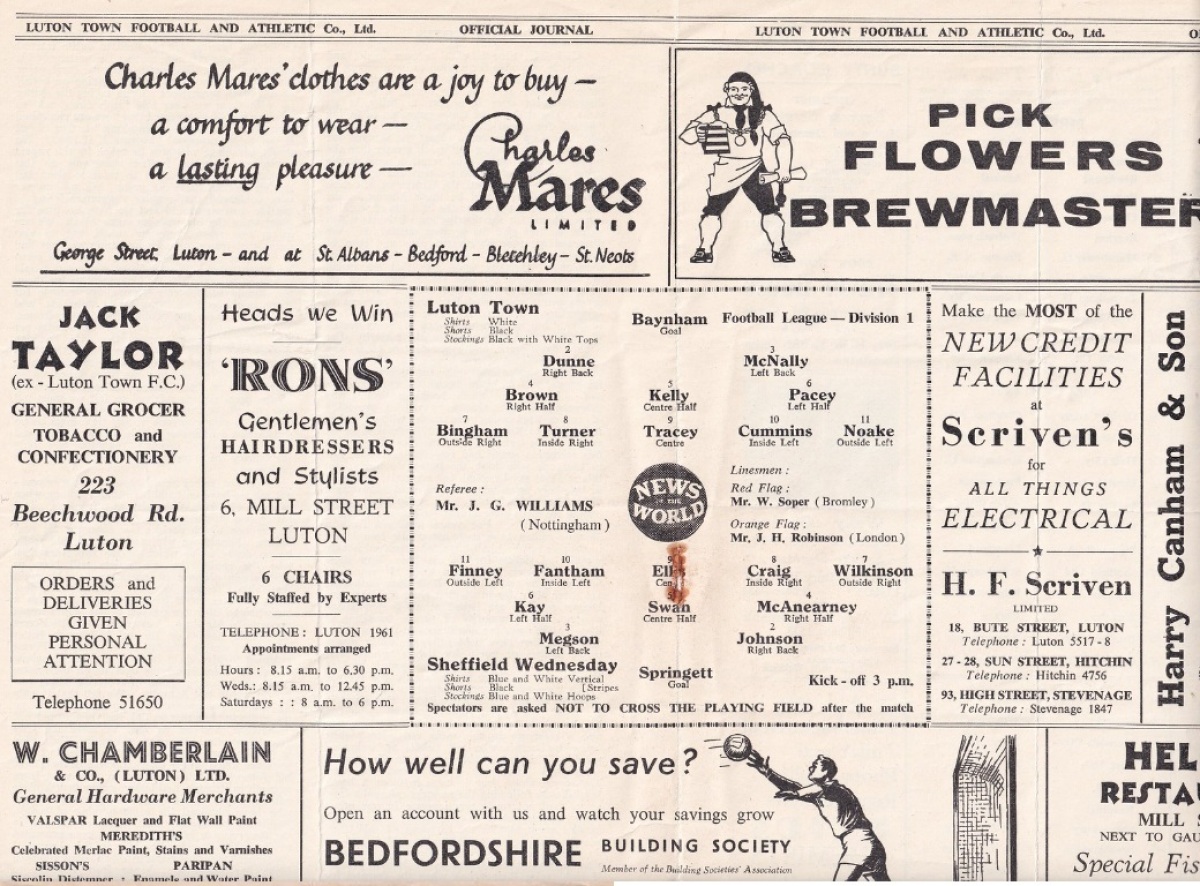 LUTON TOWN FOOTBALL AND ATHLETIC Co., Ltd. OFFICIAL JOURNAL
LUTON TOWN FOOTBALL AND ATHLETIC Co., Ltd.
Charles Mares' clothes are a joy to buy —
a comfort to wear —
a lasting pleasure —
Charles
Mares
LIMITED
George Street, Luton - and at St. Albans - Bedford - Bletchley - St. Neots
PICK
FLOWERS
BREWMASTER
JACK
TAYLOR
(ex - Luton Town F.C.)
GENERAL GROCER
TOBACCO and
CONFECTIONERY
223
Beechwood Rd.
Luton
ORDERS and
DELIVERIES
GIVEN
PERSONAL
ATTENTION
Telephone 51650
Heads we Win
'RONS'
Gentlemen's
HAIRDRESSERS
and Stylists
6, MILL STREET
LUTON
6 CHAIRS
Fully Staffed by Experts
TELEPHONE: LUTON 1961
Appointments arranged
Hours : 8.15 a.m. to 6.30 p.m.
Weds.: 8.15 a.m. to 12.45 p.m.
Saturdays : : 8 a.m. to 6 p.m.
Luton Town
Shirts White
Shorts Black
Stockings Black with White Tops
Baynham
Goal
Football League — Division 1
2 3
Dunne McNally
Right Back Left Back
4 5 6
Brown Kelly Pacey
Right Half Centre Half Left Half
7 8 9 10 11
Bingham Turner Tracey Cummins Noake
Outside Right Inside Right Centre Inside Left Outside Left
Referee :
Mr. J. G. WILLIAMS
(Nottingham)
NEWS
OF THE
WORLD
Linesmen :
Red Flag :
Mr. W. Soper (Bromley)
Orange Flag :
Mr. J. H. Robinson (London)
11 10 9 8 7
Finney Fantham Craig Wilkinson
Outside Left Inside Left Inside Right Outside Right
6 4
Kay Swan McAnearney
Left Half Centre Half Right Half
3 2
Megson Johnson
Left Back Right Back
Sheffield Wednesday
Shirts Blue and White Vertical
Shorts Black [Stripes
Stockings Blue and White Hoops
Springett
Goal
Kick - off 3 p.m.
Spectators are asked NOT TO CROSS THE PLAYING FIELD after the match
Make the MOST of the
NEW CREDIT
FACILITIES
at
Scriven's
for
ALL THINGS
ELECTRICAL
H. F. Scriven
LIMITED
18, BUTE STREET, LUTON
Telephone : Luton 5517 - 8
27 - 28, SUN STREET, HITCHIN
Telephone : Hitchin 4756
93, HIGH STREET, STEVENAGE
Telephone : Stevenage 1847
Harry Canham & Son
W. CHAMBERLAIN
& CO., (LUTON) LTD.
General Hardware Merchants
VALSPAR Lacquer and Flat Wall Paint
MEREDITH'S
Celebrated Merlac Paint, Stains and Varnishes
SISSON'S PARIPAN
Siscolin Distemper : Enamels and Water Paint
How well can you save?
Open an account with us and watch your savings grow
BEDFORDSHIRE BUILDING SOCIETY
Member of the Building Societies' Association
HEL
RESTAU
MILL S
NEXT TO GAU
Special Fis